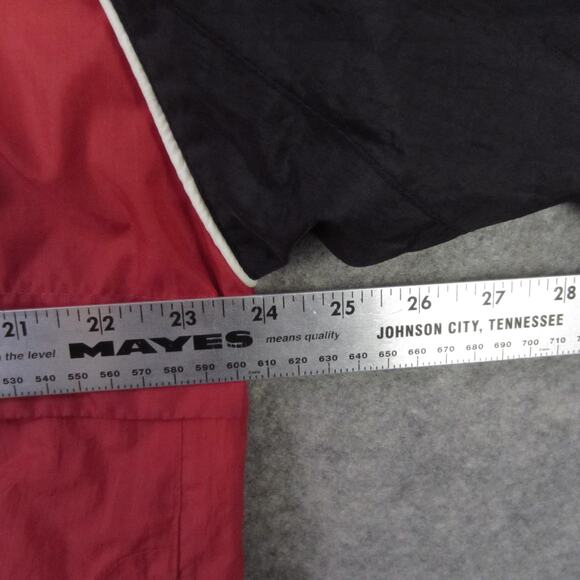 21 22 23 24 25 26 27 28
n the level MAYES means quality JOHNSON CITY, TENNESSEE
530 540 550 560 570 580 590 600 610 620 630 640 650 660 670 680 690 700 710